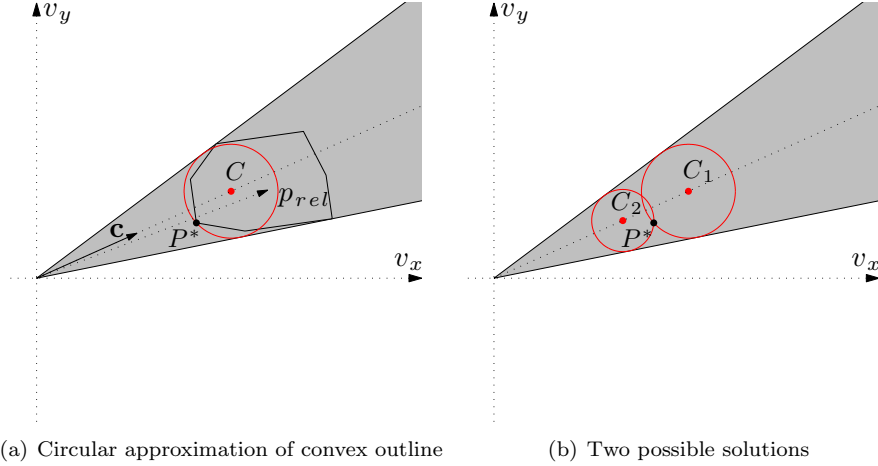 v_y
C
p_rel
c
P*
v_x
(a) Circular approximation of convex outline
v_y
C_1
C_2
P*
v_x
(b) Two possible solutions